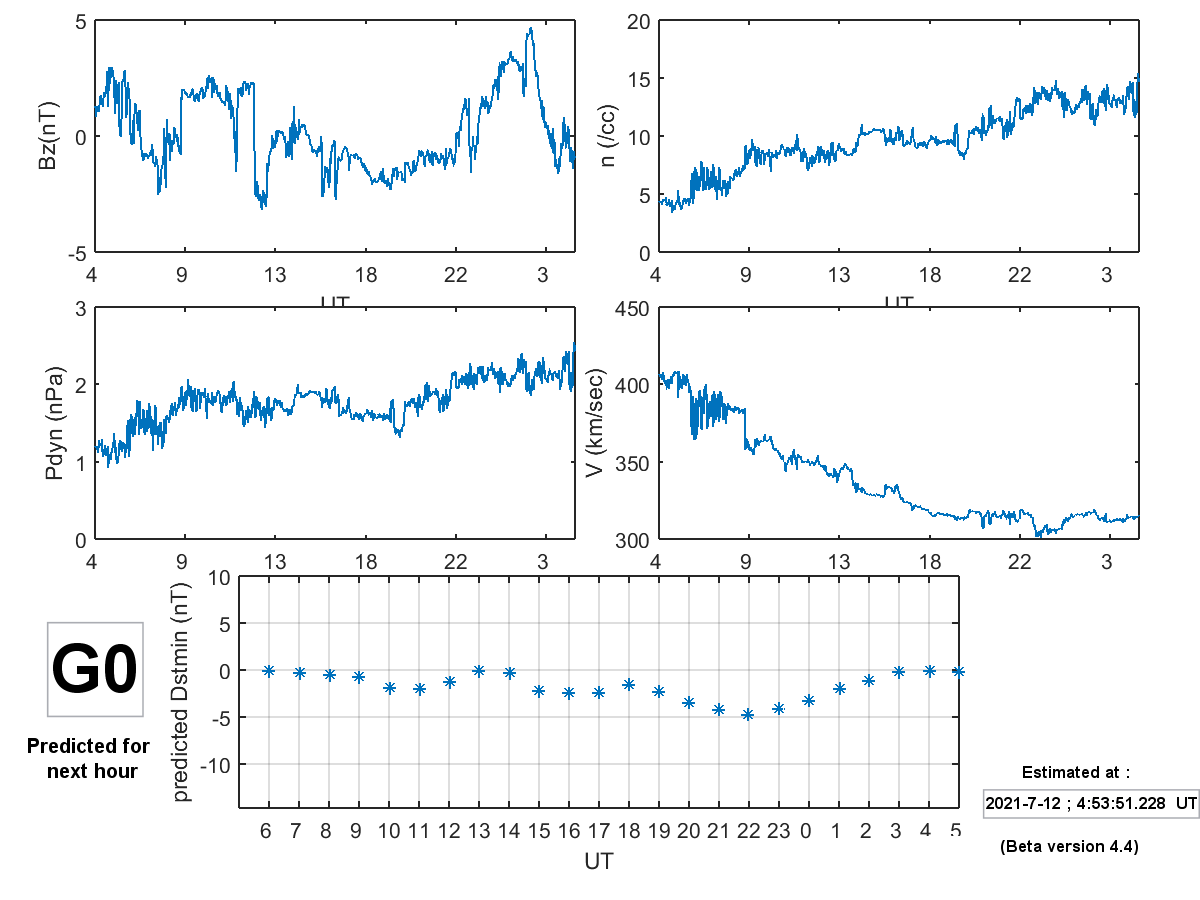 5
0
-5
Bz(nT)
4 9 13 18 22 3
UT
20
15
10
5
0
n (/cc)
4 9 13 18 22 3
UT
3
2
1
0
Pdyn (nPa)
4 9 13 18 22 3
450
400
350
300
V (km/sec)
4 9 13 18 22 3
10
5
0
-5
-10
predicted Dstmin (nT)
6 7 8 9 10 11 12 13 14 15 16 17 18 19 20 21 22 23 0 1 2 3 4 5
UT
G0
Predicted for
next hour
Estimated at :
2021-7-12 ; 4:53:51.228 UT
(Beta version 4.4)